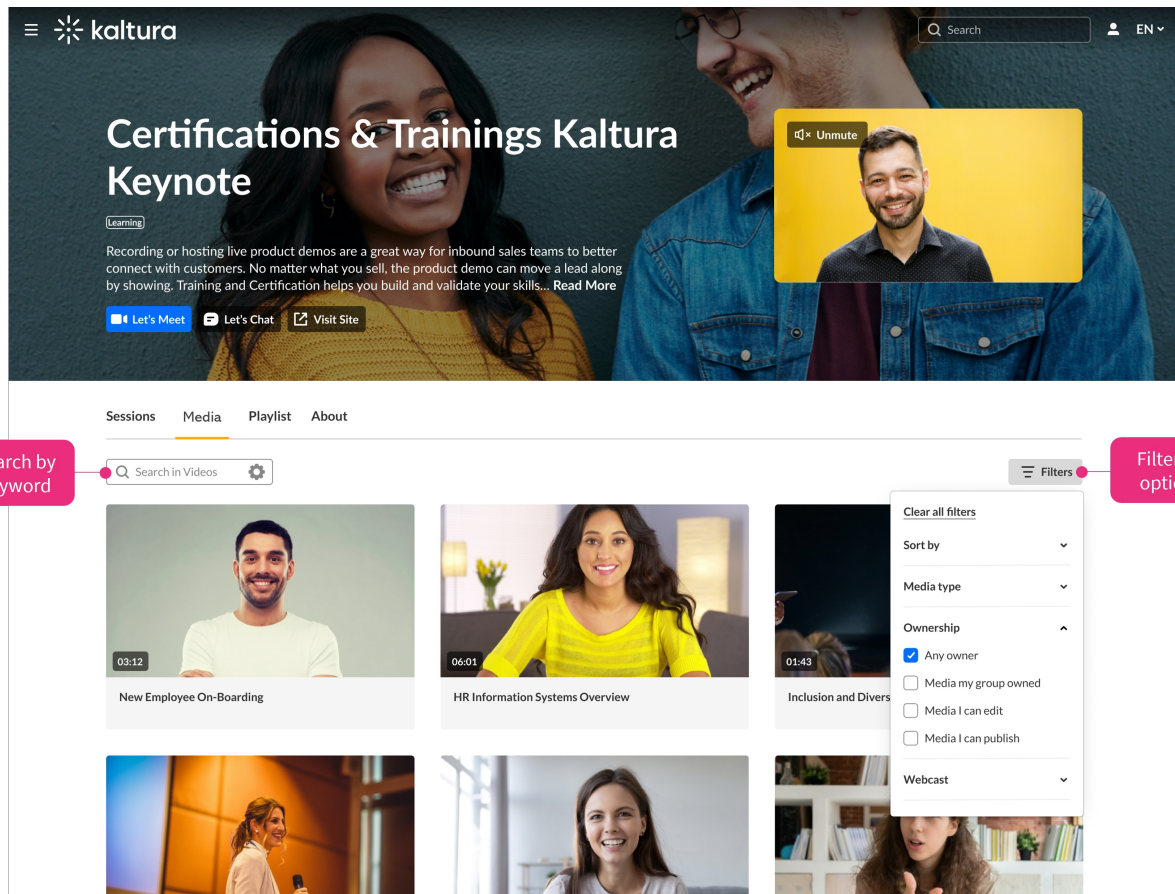 kaltura
Search
EN
Certifications & Trainings Kaltura
Keynote
Unmute
Learning
Recording or hosting live product demos are a great way for inbound sales teams to better
connect with customers. No matter what you sell, the product demo can move a lead along
by showing. Training and Certification helps you build and validate your skills... Read More
Let's Meet
Let's Chat
Visit Site
Sessions
Media
Playlist
About
by
Search in Videos
Filters
Clear all filters
Sort by
Media type
Ownership
Any owner
Media my group owned
Media I can edit
Media I can publish
Webcast
03:12
New Employee On-Boarding
06:01
HR Information Systems Overview
01:43
Inclusion and